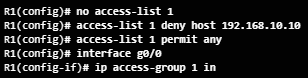 R1(config)# no access-list 1
R1(config)# access-list 1 deny host 192.168.10.10
R1(config)# access-list 1 permit any
R1(config)# interface g0/0
R1(config-if)# ip access-group 1 in